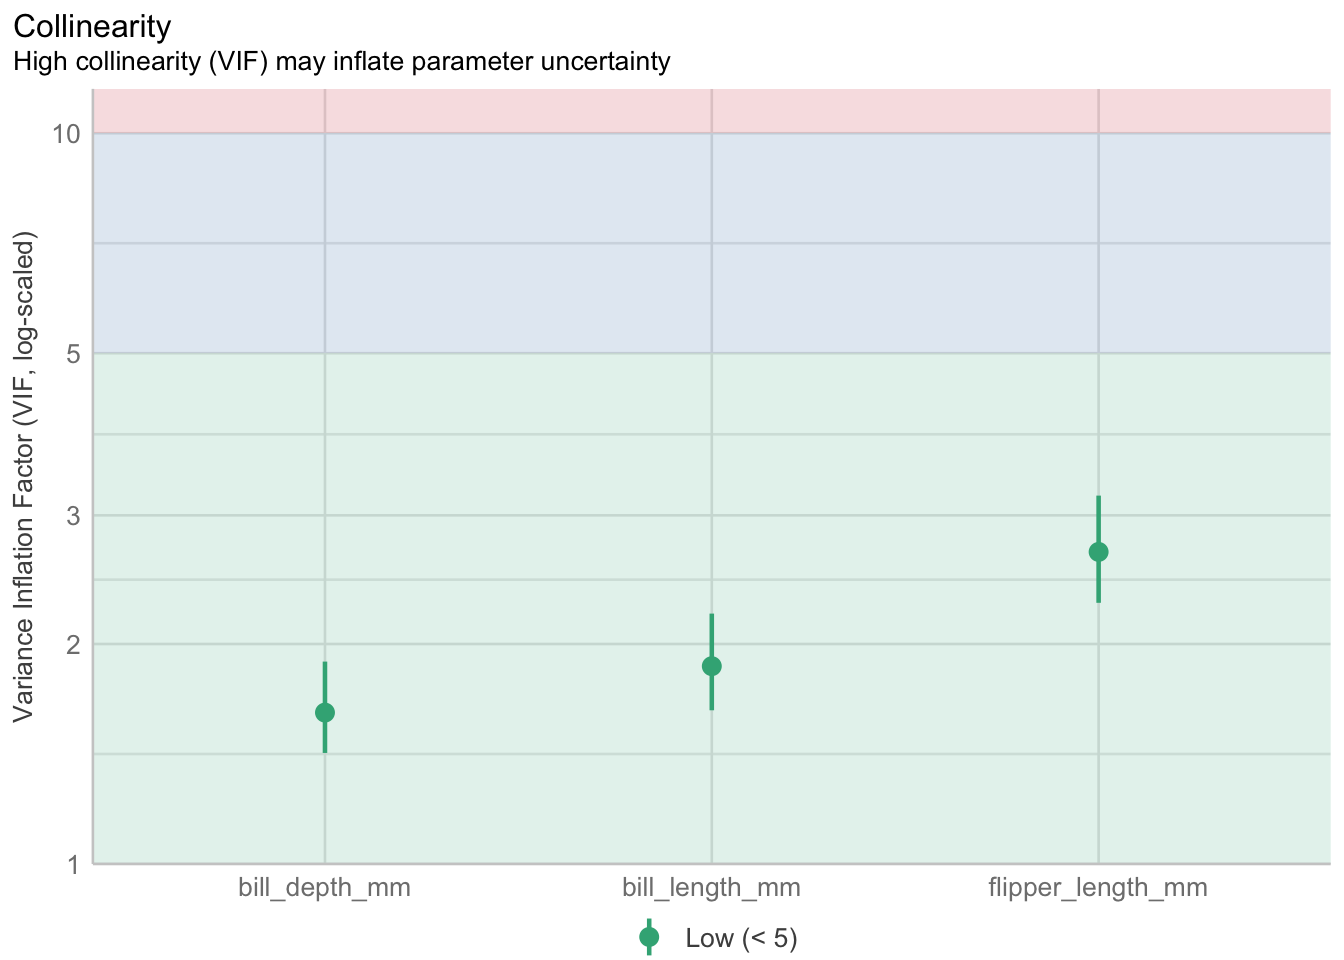 Collinearity
High collinearity (VIF) may inflate parameter uncertainty
Variance Inflation Factor (VIF, log-scaled)
10
5
3
2
1
bill_depth_mm
bill_length_mm
flipper_length_mm
Low (< 5)